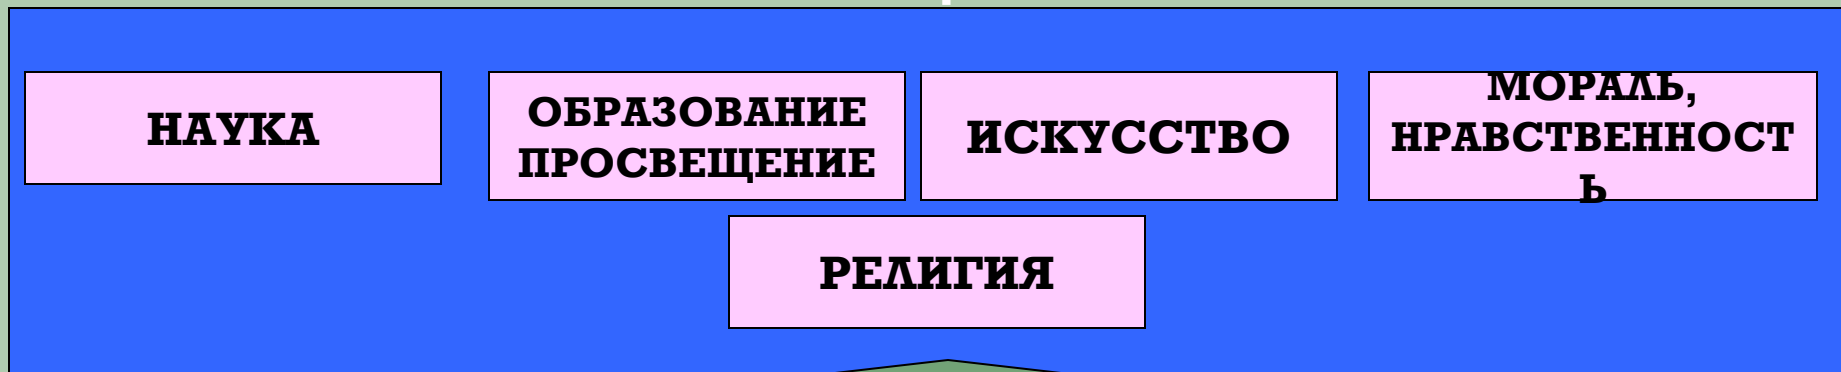 НАУКА
ОБРАЗОВАНИЕ
ПРОСВЕЩЕНИЕ
ИСКУССТВО
МОРАЛЬ,
НРАВСТВЕННОСТ
Ь
РЕЛИГИЯ